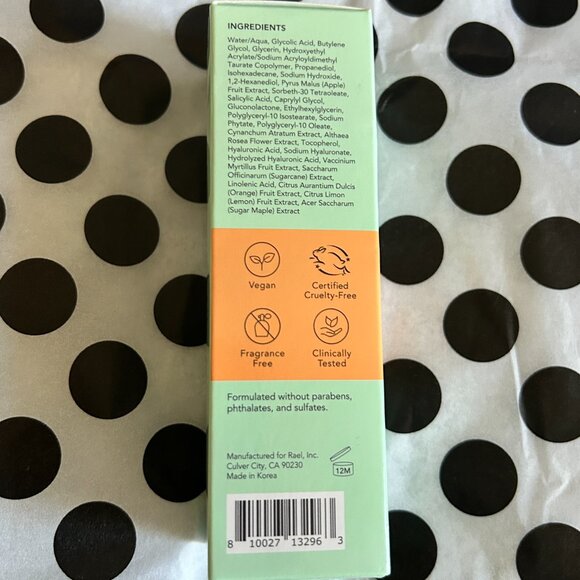 INGREDIENTS
Water/Aqua, Glycolic Acid, Butylene
Glycol, Glycerin, Hydroxyethyl
Acrylate/Sodium Acryloyldimethyl
Taurate Copolymer, Propanediol,
Isohexadecane, Sodium Hydroxide,
1,2-Hexanediol, Pyrus Malus (Apple)
Fruit Extract, Sorbeth-30 Tetraoleate,
Salicylic Acid, Caprylyl Glycol,
Gluconolactone, Ethylhexylglycerin,
Polyglyceryl-10 Isostearate, Sodium
Phytate, Polyglyceryl-10 Oleate,
Cynanchum Atratum Extract, Althaea
Rosea Flower Extract, Tocopherol,
Hyaluronic Acid, Sodium Hyaluronate,
Hydrolyzed Hyaluronic Acid, Vaccinium
Myrtillus Fruit Extract, Saccharum
Officinarum (Sugarcane) Extract,
Linolenic Acid, Citrus Aurantium Dulcis
(Orange) Fruit Extract, Citrus Limon
(Lemon) Fruit Extract, Acer Saccharum
(Sugar Maple) Extract
Vegan
Certified
Cruelty-Free
Fragrance
Free
Clinically
Tested
Formulated without parabens,
phthalates, and sulfates.
Manufactured for Rael, Inc.
Culver City, CA 90230
Made in Korea
12M
8 10027 13296 3